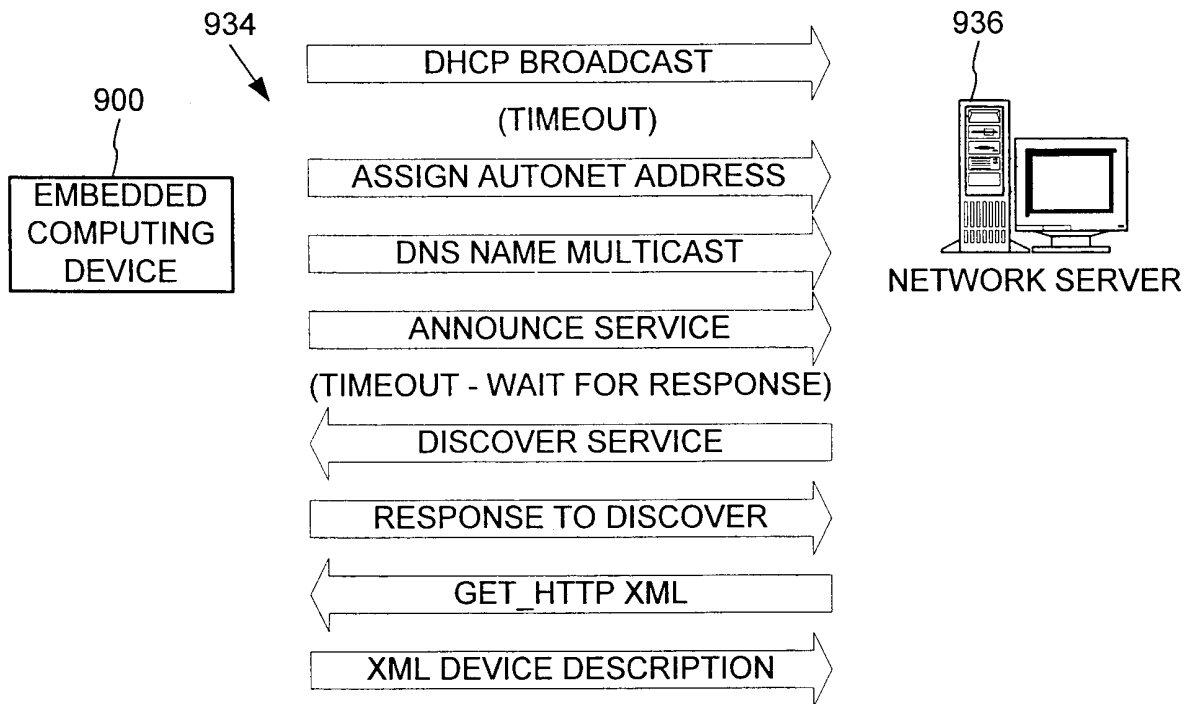 934
936
900
DHCP BROADCAST
(TIMEOUT)
ASSIGN AUTONET ADDRESS
EMBEDDED
COMPUTING
DEVICE
DNS NAME MULTICAST
NETWORK SERVER
ANNOUNCE SERVICE
(TIMEOUT - WAIT FOR RESPONSE)
DISCOVER SERVICE
RESPONSE TO DISCOVER
GET_HTTP XML
XML DEVICE DESCRIPTION